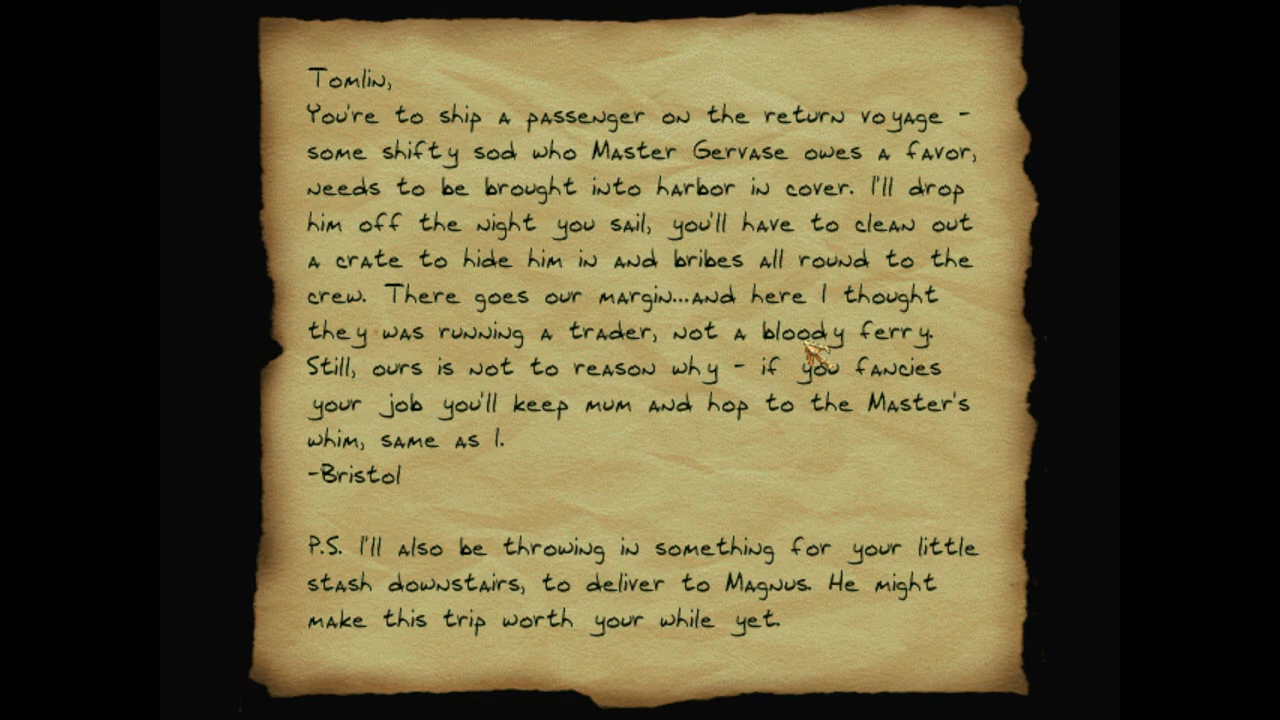 Tomlin,
You're to ship a passenger on the return voyage -
some shifty sod who Master Gervase owes a favor,
needs to be brought into harbor in cover. I'll drop
him off the night you sail, you'll have to clean out
a crate to hide him in and bribes all round to the
crew. There goes our margin...and here I thought
they was running a trader, not a bloody ferry.
Still, ours is not to reason why - if you fancies
your job you'll keep mum and hop to the Master's
whim, same as I.
-Bristol
P.S. I'll also be throwing in something for your little
stash downstairs, to deliver to Magnus. He might
make this trip worth your while yet.